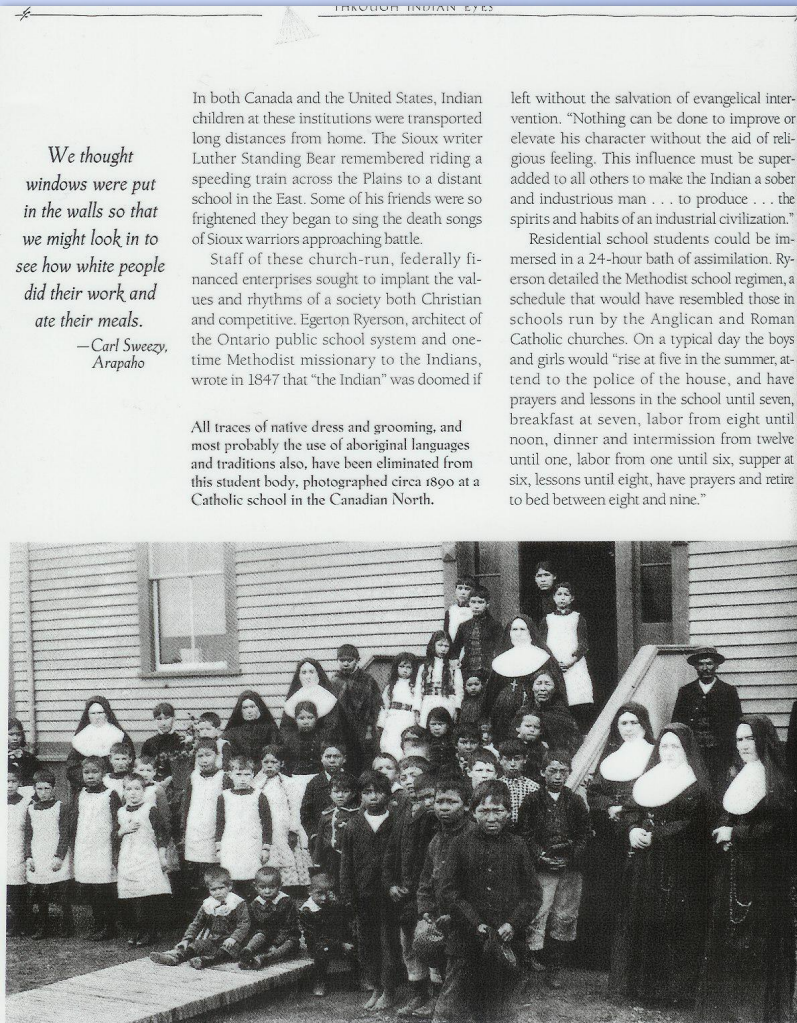 THROUGH INDIAN EYES
We thought
windows were put
in the walls so that
we might look in to
see how white people
did their work and
ate their meals.
—Carl Sweezy,
Arapaho
In both Canada and the United States, Indian
children at these institutions were transported
long distances from home. The Sioux writer
Luther Standing Bear remembered riding a
speeding train across the Plains to a distant
school in the East. Some of his friends were so
frightened they began to sing the death songs
of Sioux warriors approaching battle.
Staff of these church-run, federally fi-
nanced enterprises sought to implant the val-
ues and rhythms of a society both Christian
and competitive. Egerton Ryerson, architect of
the Ontario public school system and one-
time Methodist missionary to the Indians,
wrote in 1847 that “the Indian” was doomed if
All traces of native dress and grooming, and
most probably the use of aboriginal languages
and traditions also, have been eliminated from
this student body, photographed circa 1890 at a
Catholic school in the Canadian North.
left without the salvation of evangelical inter-
vention. “Nothing can be done to improve or
elevate his character without the aid of reli-
gious feeling. This influence must be super-
added to all others to make the Indian a sober
and industrious man . . . to produce . . . the
spirits and habits of an industrial civilization.”
Residential school students could be im-
mersed in a 24-hour bath of assimilation. Ry-
erson detailed the Methodist school regimen, a
schedule that would have resembled those in
schools run by the Anglican and Roman
Catholic churches. On a typical day the boys
and girls would “rise at five in the summer, at-
tend to the police of the house, and have
prayers and lessons in the school until seven,
breakfast at seven, labor from eight until
noon, dinner and intermission from twelve
until one, labor from one until six, supper at
six, lessons until eight, have prayers and retire
to bed between eight and nine.”